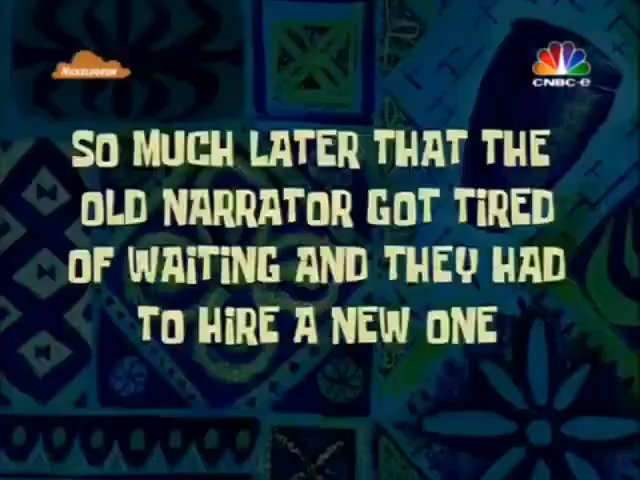 NICKELODEON
CNBC-e
SO MUCH LATER THAT THE
OLD NARRATOR GOT TiRED
OF WAiTiNG AND THEY HAD
TO HiRE A NEW ONE